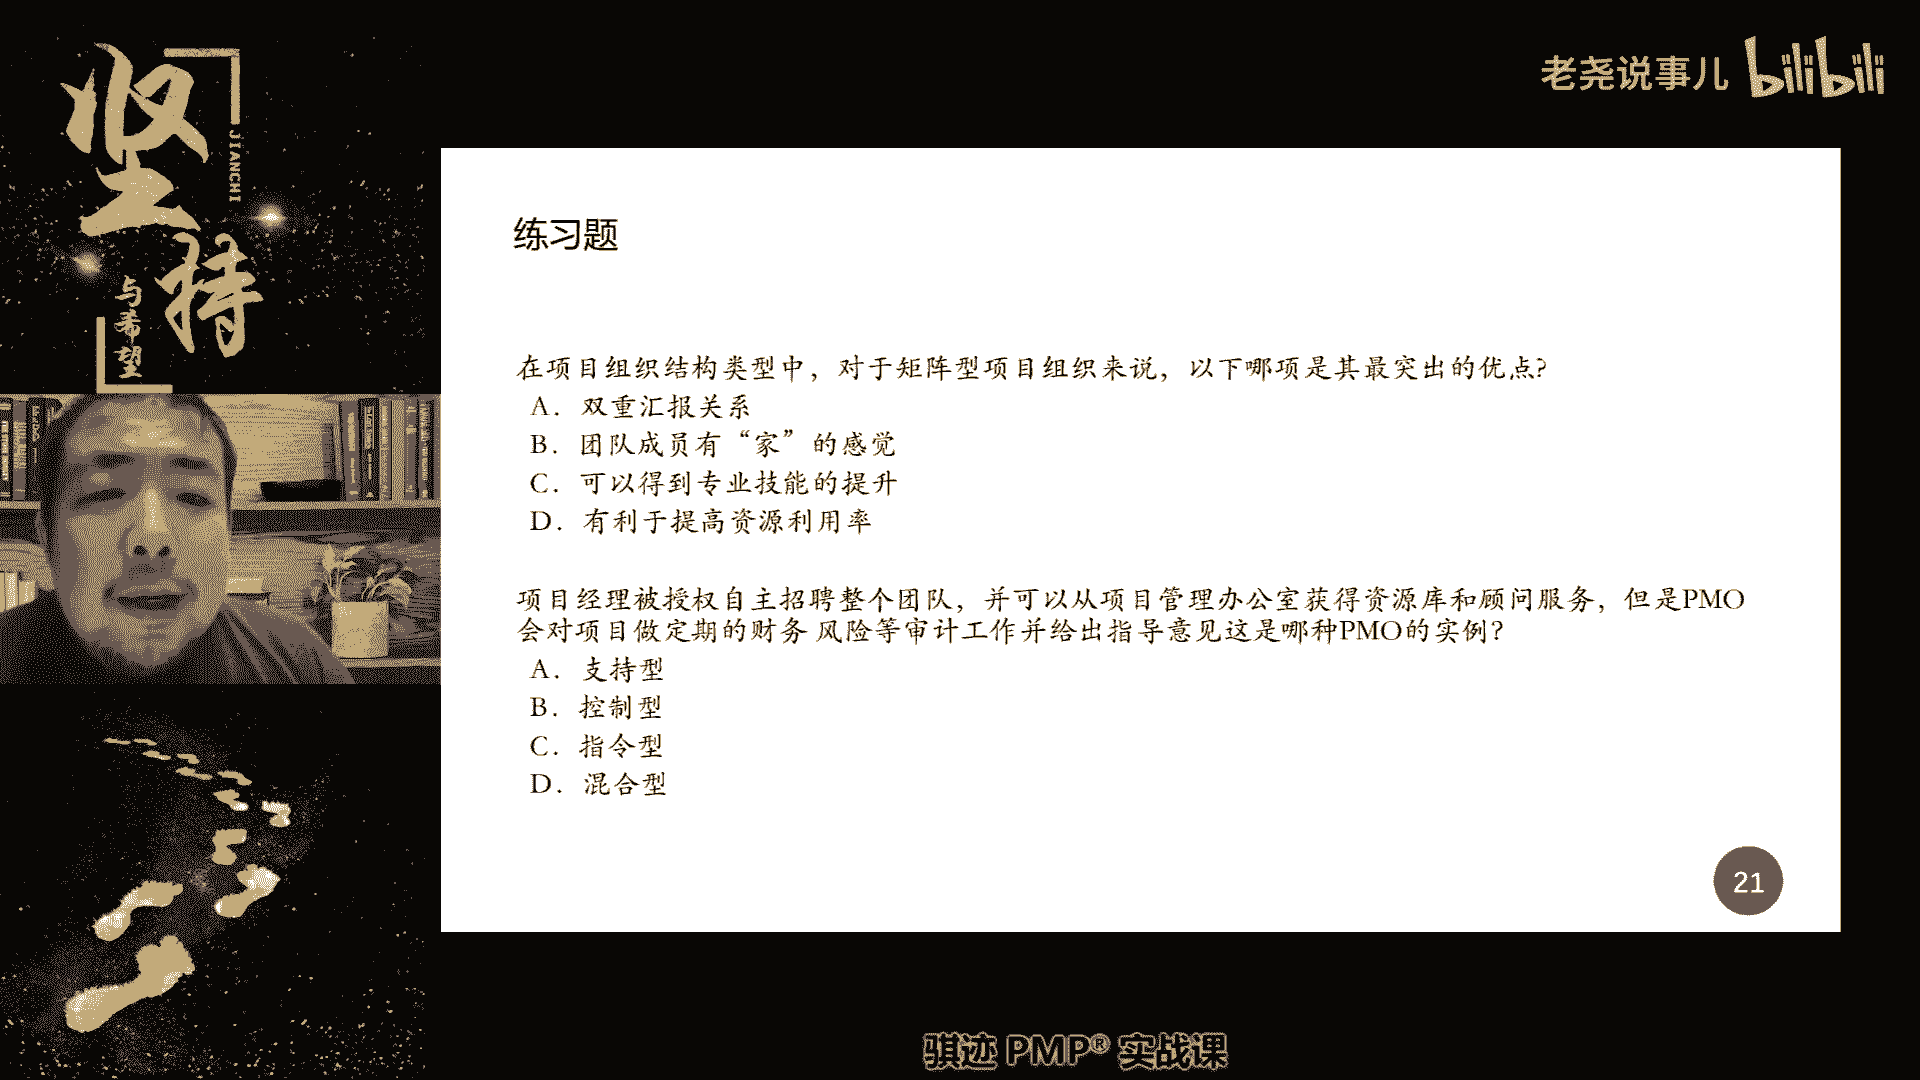 坚持
JIANCHI
与希望
老尧说事儿 bilibili
练习题
在项目组织结构类型中，对于矩阵型项目组织来说，以下哪项是其最突出的优点?
A．双重汇报关系
B．团队成员有“家”的感觉
C．可以得到专业技能的提升
D．有利于提高资源利用率
项目经理被授权自主招聘整个团队，并可以从项目管理办公室获得资源库和顾问服务，但是PMO
会对项目做定期的财务 风险等审计工作并给出指导意见这是哪种PMO的实例？
A．支持型
B．控制型
C．指令型
D．混合型
21
骐迹 PMP® 实战课